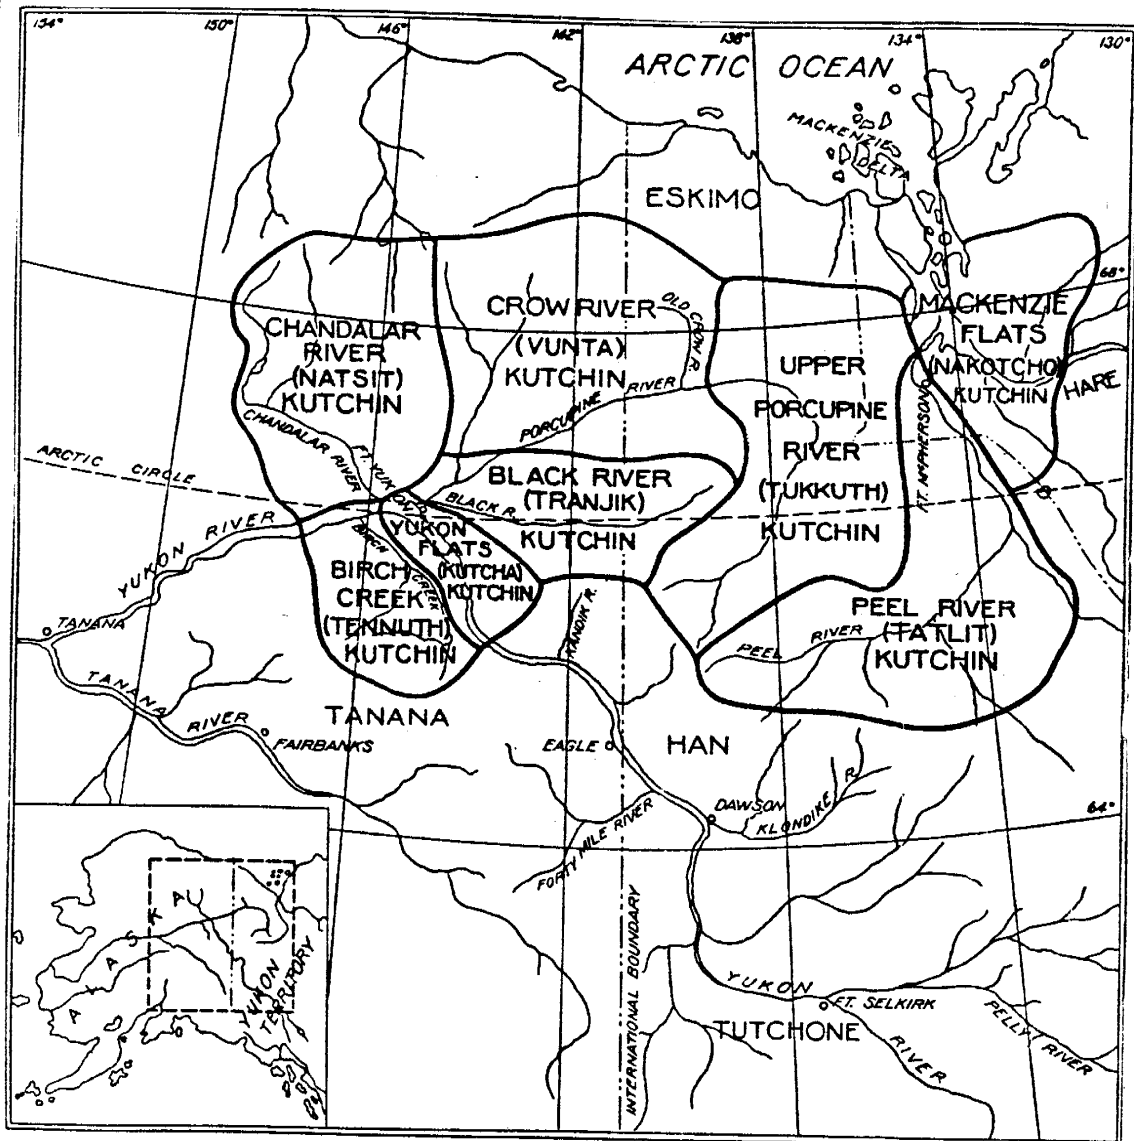 154°
150°
146°
142°
138°
134°
130°
ARCTIC OCEAN
MACKENZIE
DELTA
ESKIMO
68°
CHANDALAR
RIVER
(NATSIT)
KUTCHIN
CROW RIVER
(VUNTA)
KUTCHIN
OLD CROW R.
PORCUPINE RIVER
UPPER
PORCUPINE
RIVER
(TUKKUTH)
KUTCHIN
MACKENZIE
FLATS
(NAKOTCHO)
KUTCHIN
HARE
CHANDALAR RIVER
FT. YUKON
FT. MPHERSON
ARCTIC CIRCLE
BLACK RIVER
(TRANJIK)
KUTCHIN
BLACK R.
YUKON RIVER
YUKON
FLATS
(KUTCHA)
KUTCHIN
BIRCH CREEK
BIRCH
CREEK
(TENNUTH)
KUTCHIN
KANDIK R.
PEEL RIVER
(TATLIT)
KUTCHIN
PEEL RIVER
TANANA
TANANA RIVER
TANANA
FAIRBANKS
EAGLE
HAN
DAWSON
KLONDIKE R.
64°
FORTY MILE RIVER
INTERNATIONAL BOUNDARY
YUKON
RIVER
FT. SELKIRK
PELLY RIVER
TUTCHONE
ALASKA
YUKON
TERRITORY